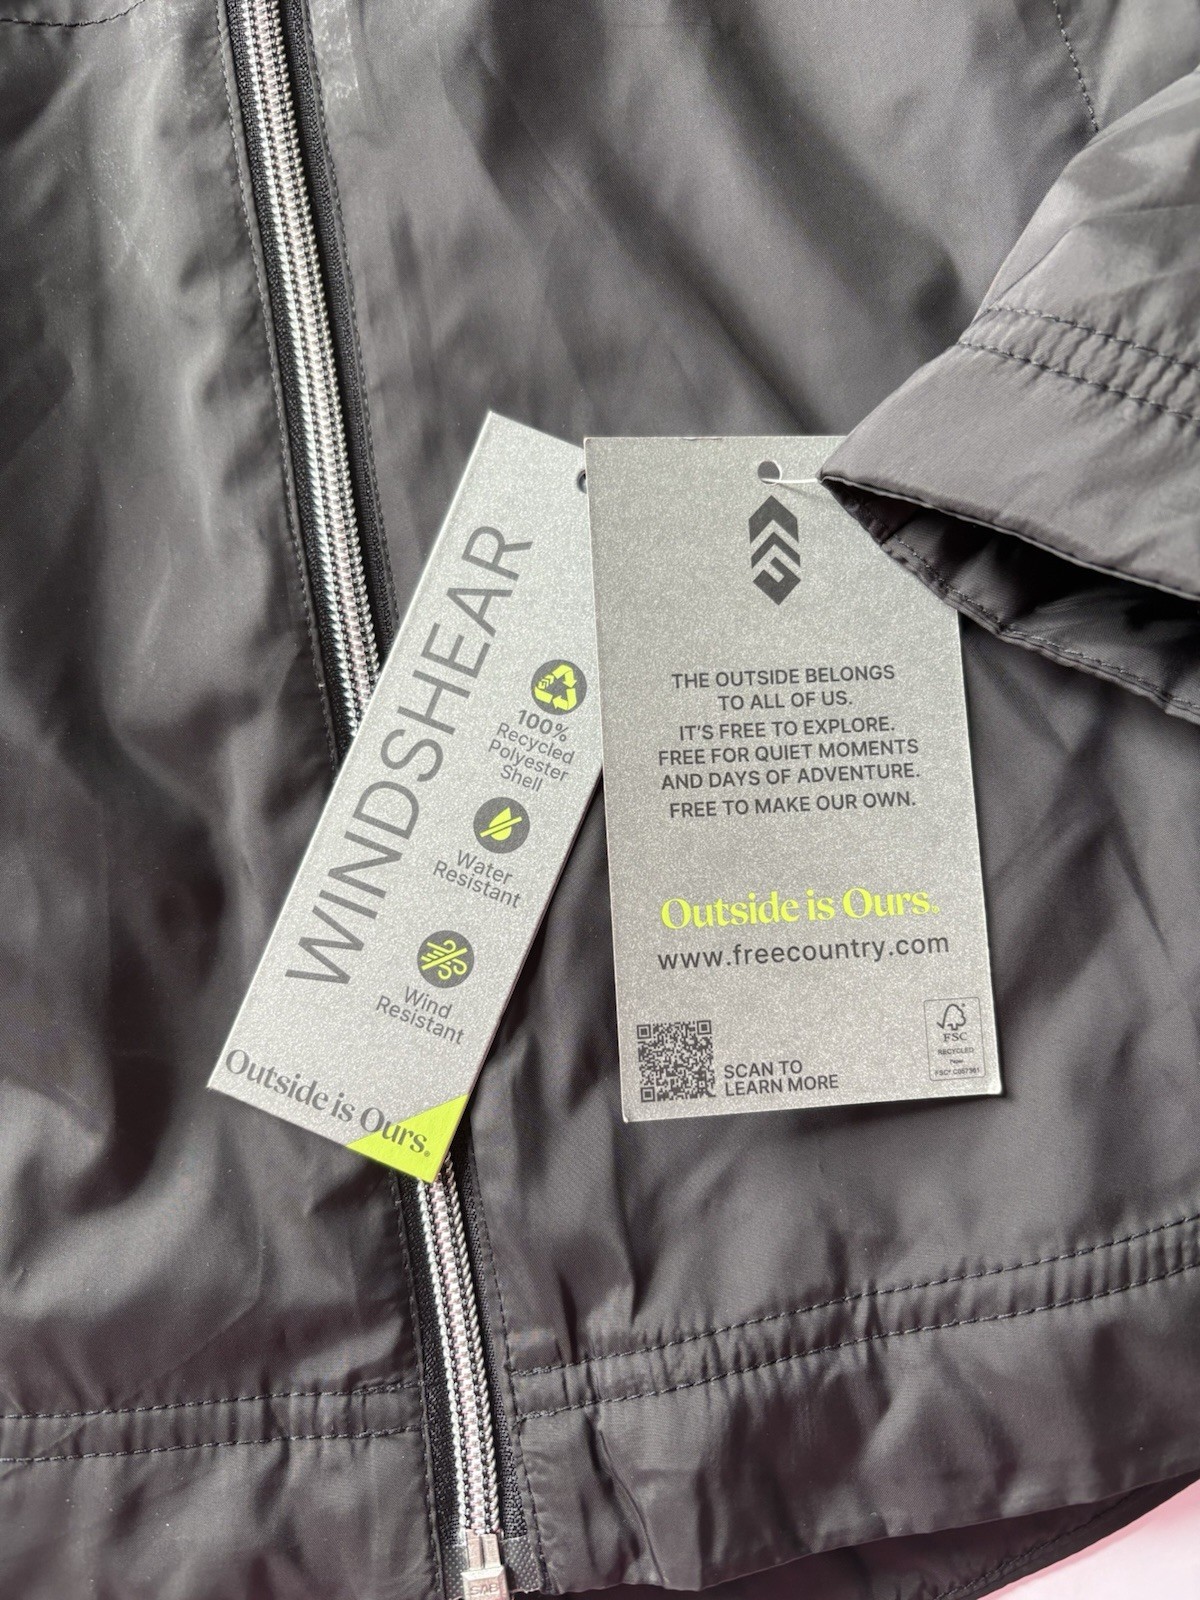 WINDSHEAR
100%
Recycled
Polyester
Shell
Water
Resistant
Wind
Resistant
Outside is Ours.
THE OUTSIDE BELONGS
TO ALL OF US.
IT'S FREE TO EXPLORE.
FREE FOR QUIET MOMENTS
AND DAYS OF ADVENTURE.
FREE TO MAKE OUR OWN.
Outside is Ours.
www.freecountry.com
SCAN TO
LEARN MORE
FSC
RECYCLED
SAB